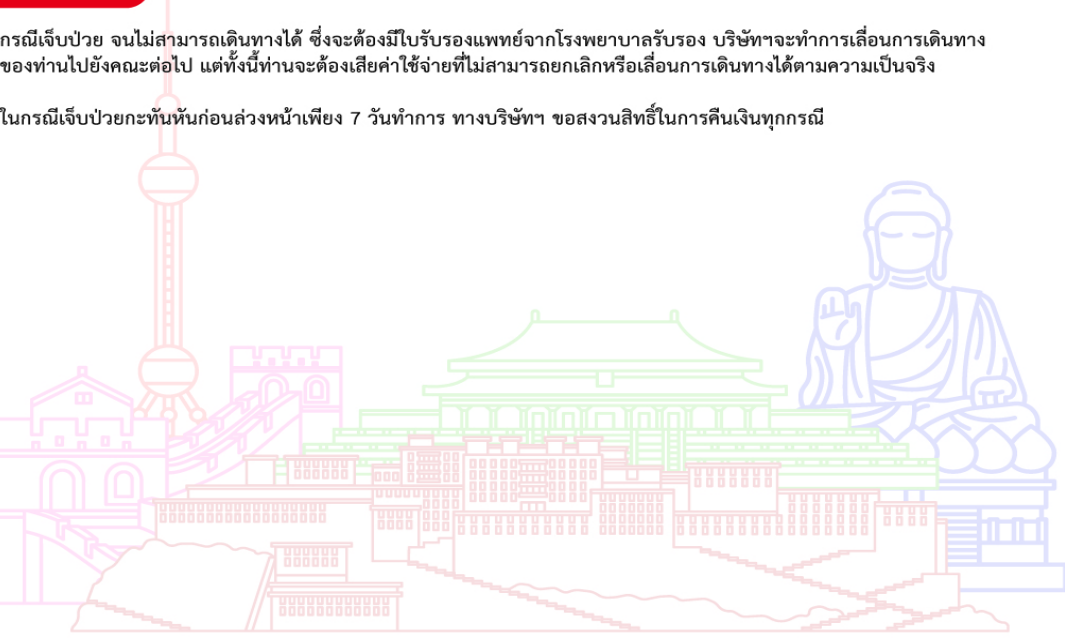 กรณีเจ็บป่วย จนไม่สามารถเดินทางได้ ซึ่งจะต้องมีใบรับรองแพทย์จากโรงพยาบาลรับรอง บริษัทฯจะทำการเลื่อนการเดินทาง
ของท่านไปยังคณะต่อไป แต่ทั้งนี้ท่านจะต้องเสียค่าใช้จ่ายที่ไม่สามารถยกเลิกหรือเลื่อนการเดินทางได้ตามความเป็นจริง
ในกรณีเจ็บป่วยกะทันหันก่อนล่วงหน้าเพียง 7 วันทำการ ทางบริษัทฯ ขอสงวนสิทธิ์ในการคืนเงินทุกกรณี